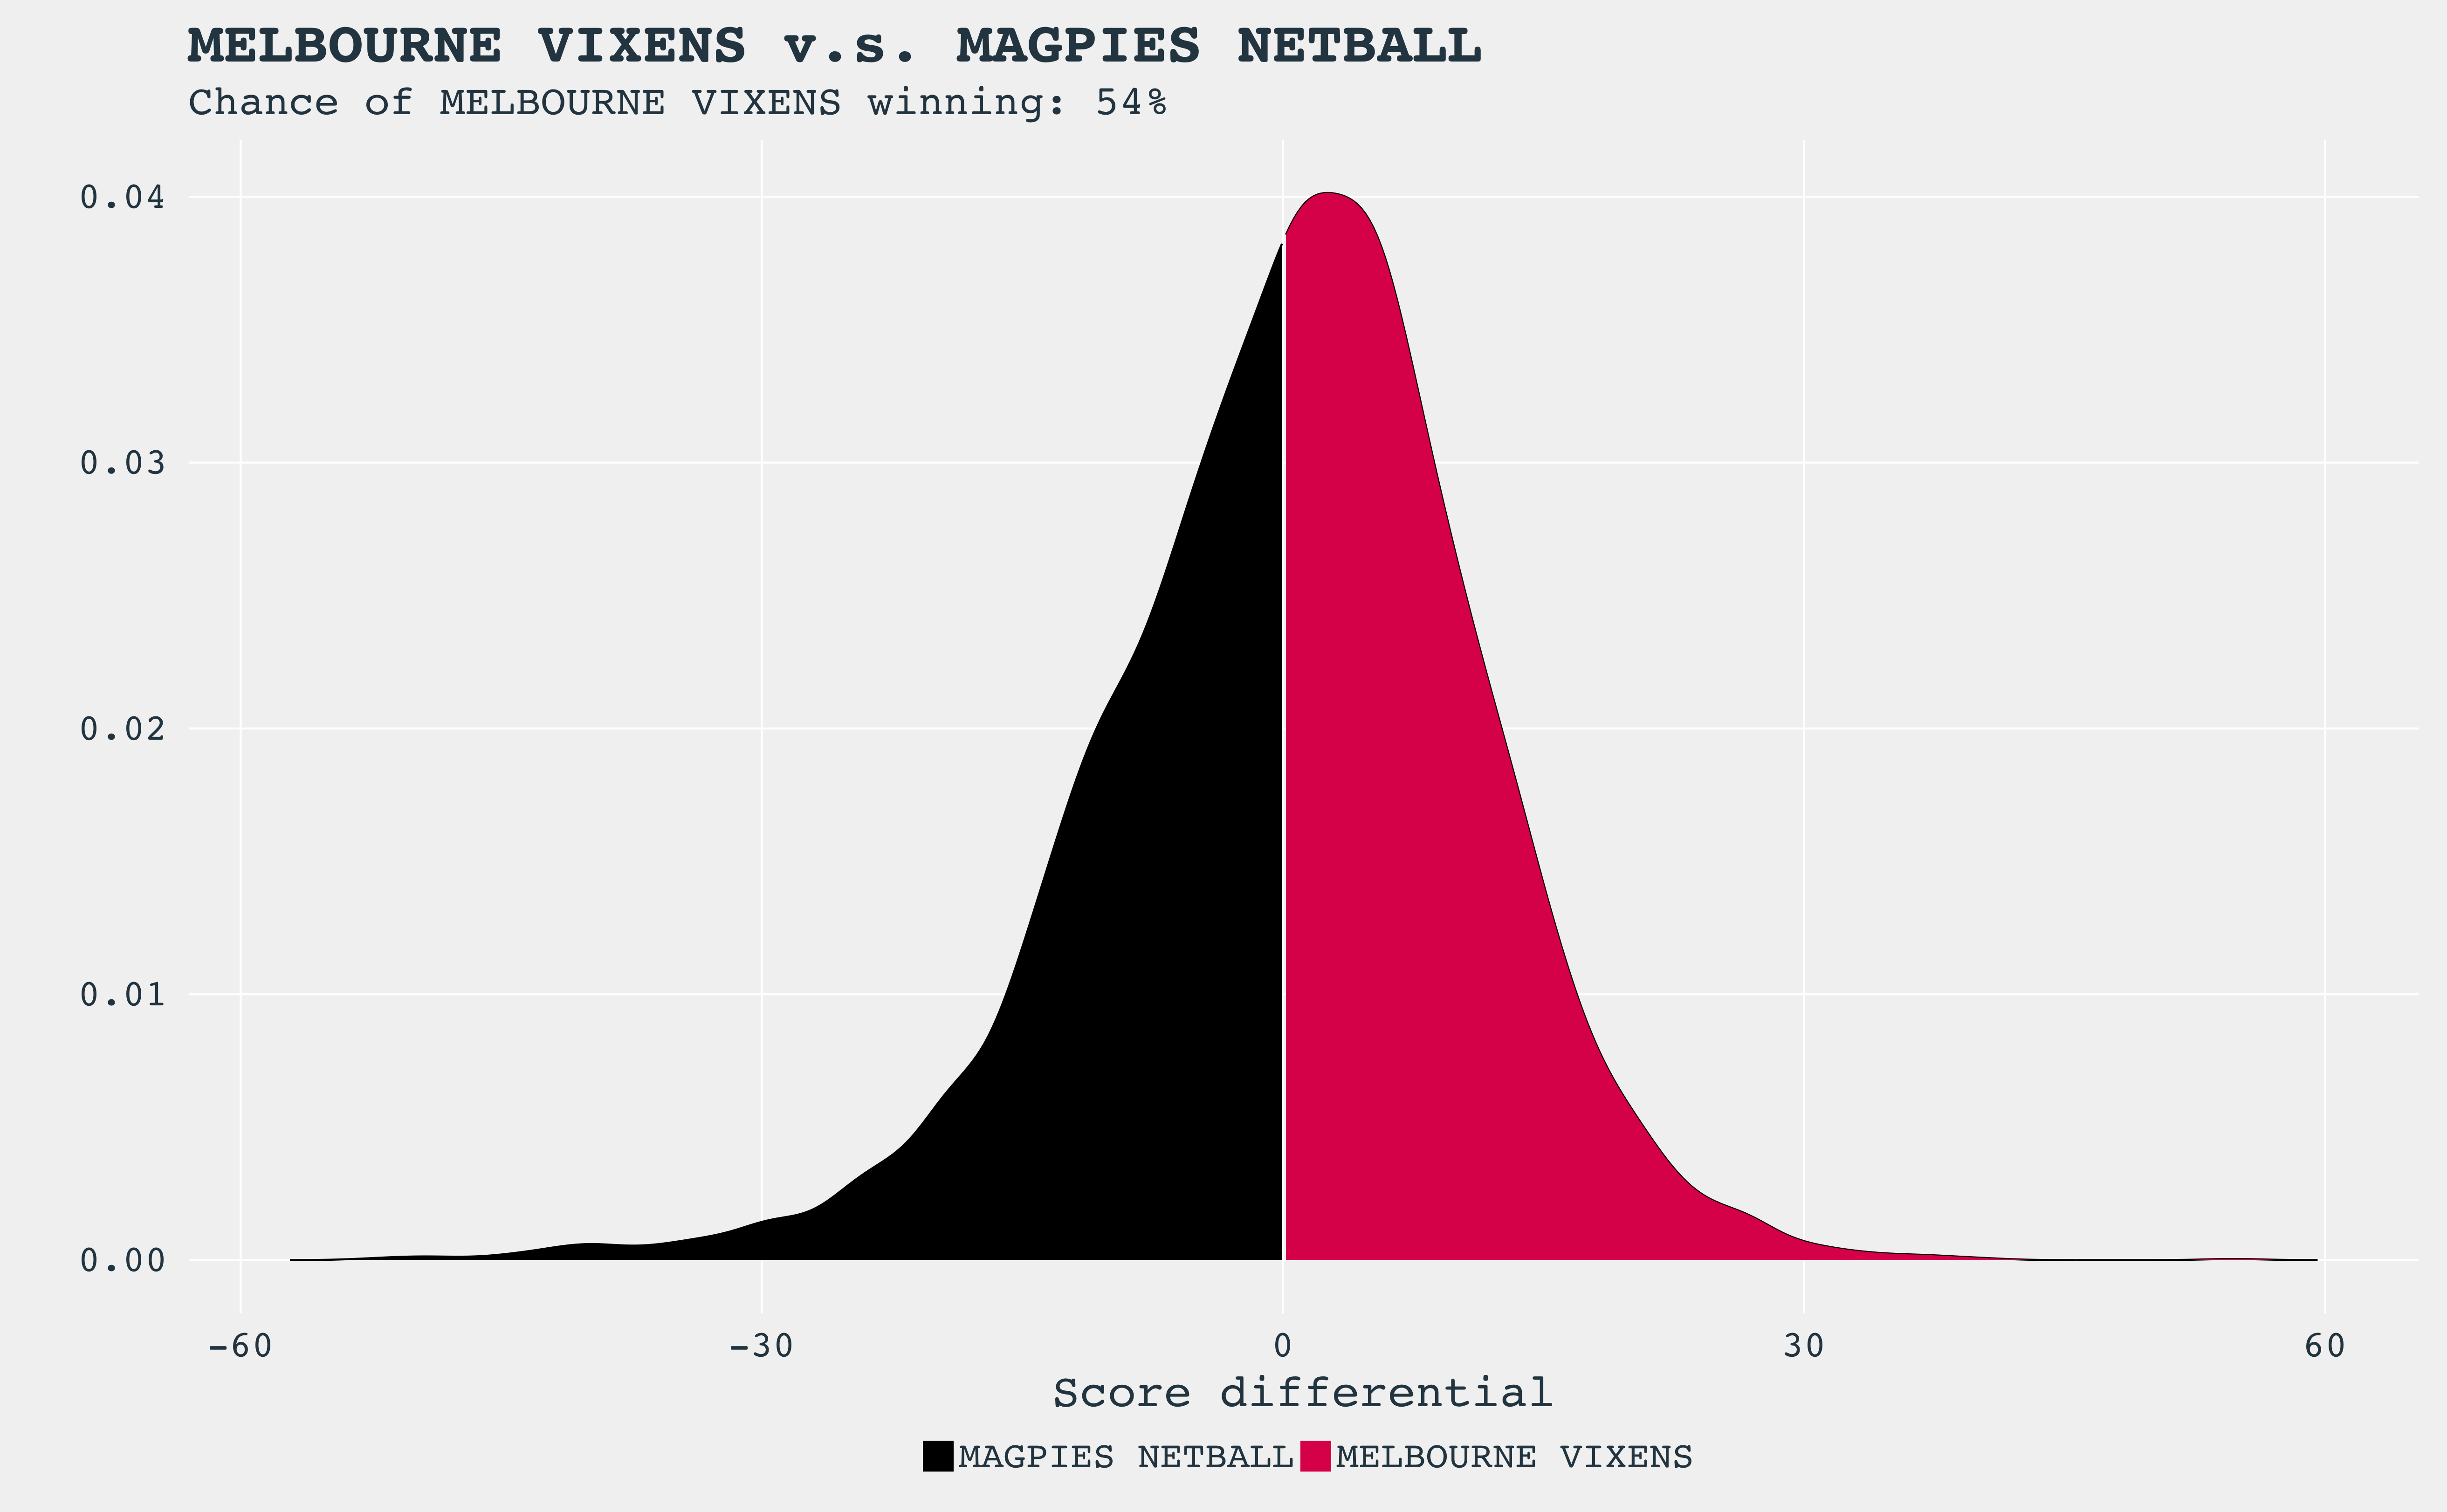 MELBOURNE VIXENS v.s. MAGPIES NETBALL
Chance of MELBOURNE VIXENS winning: 54%
0.04
0.03
0.02
0.01
0.00
-60 -30 0 30 60
Score differential
MAGPIES NETBALL MELBOURNE VIXENS